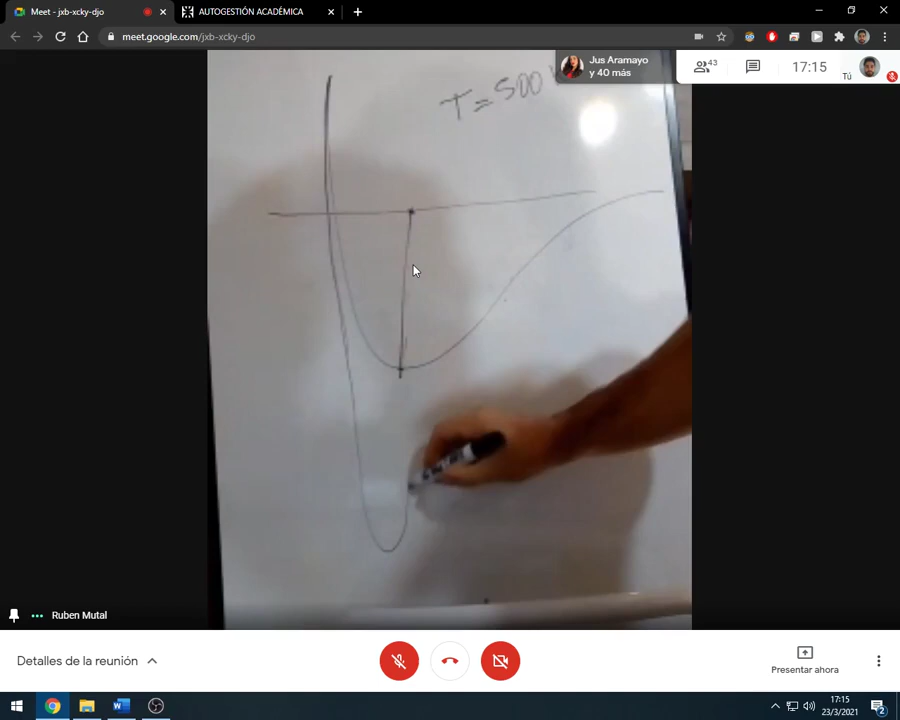 Meet - jxb-xcky-djo
AUTOGESTIÓN ACADÉMICA
meet.google.com/jxb-xcky-djo
Jus Aramayo
y 40 más
43
17:15
Tú
T=500
Ruben Mutal
Detalles de la reunión
Presentar ahora
17:15
23/3/2021
2